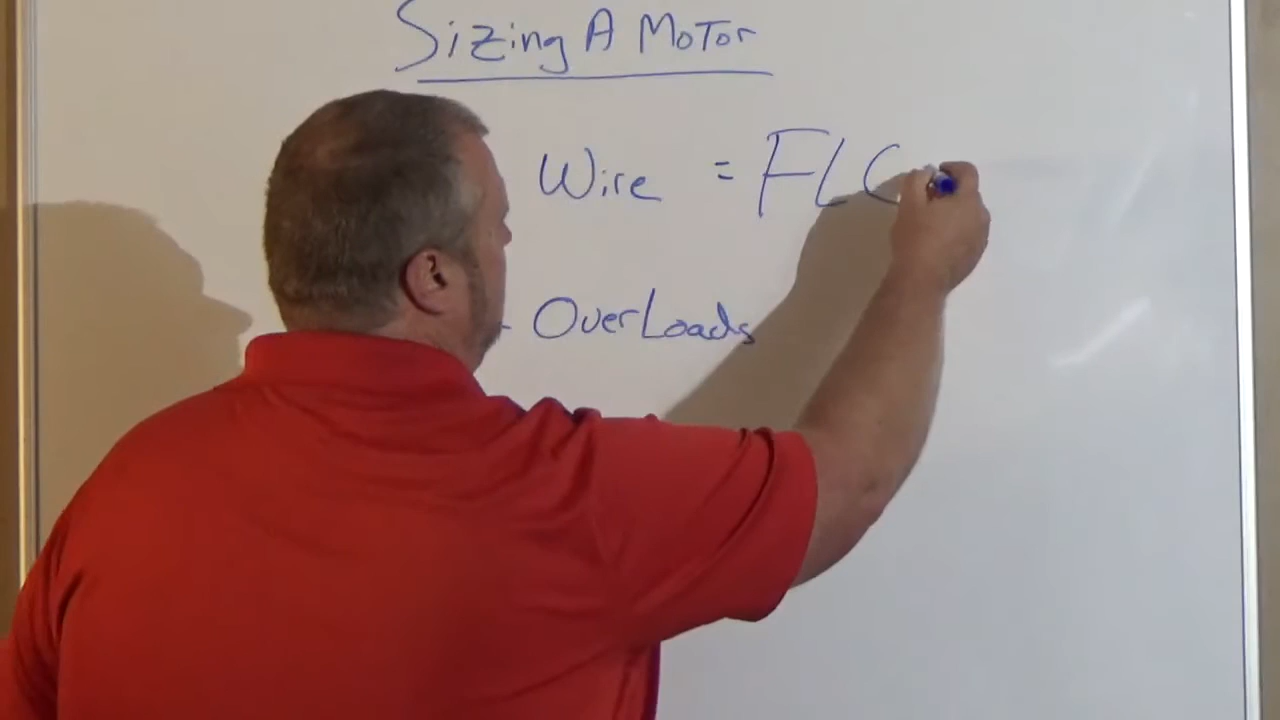 Sizing A Motor
Wire = FLC
- OverLoads